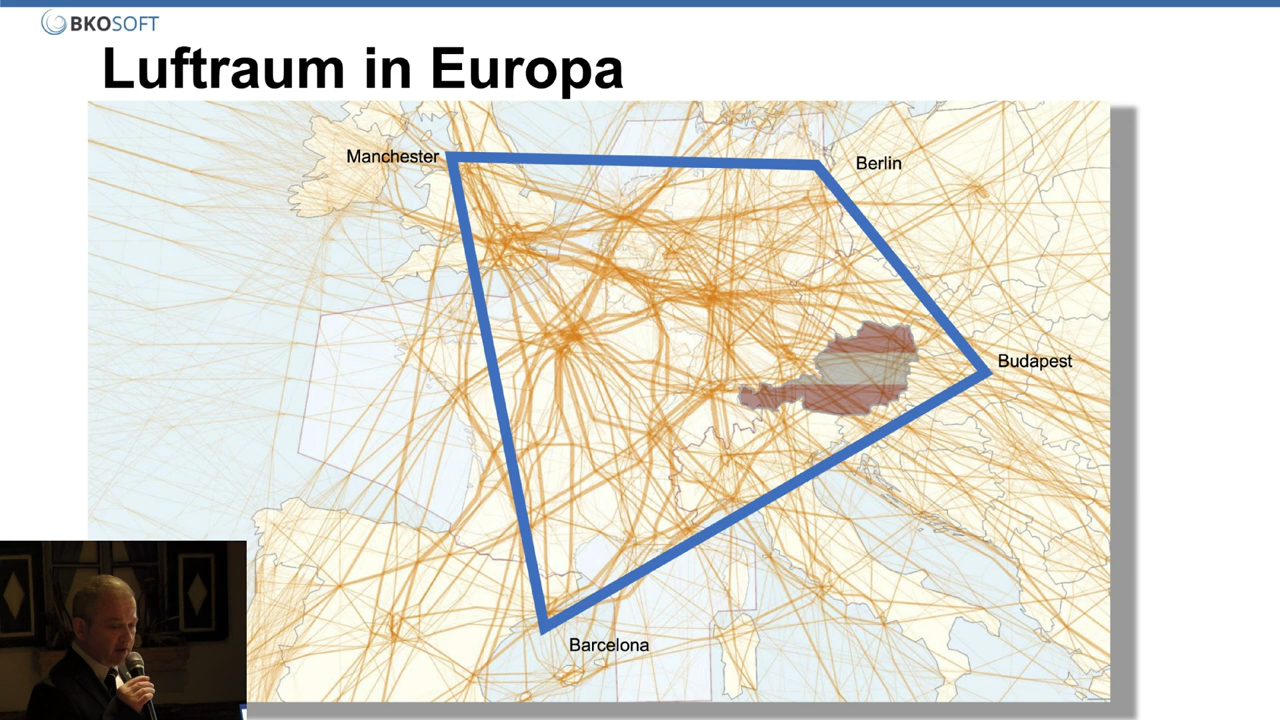 BKOSOFT
Luftraum in Europa
Manchester
Berlin
Budapest
Barcelona